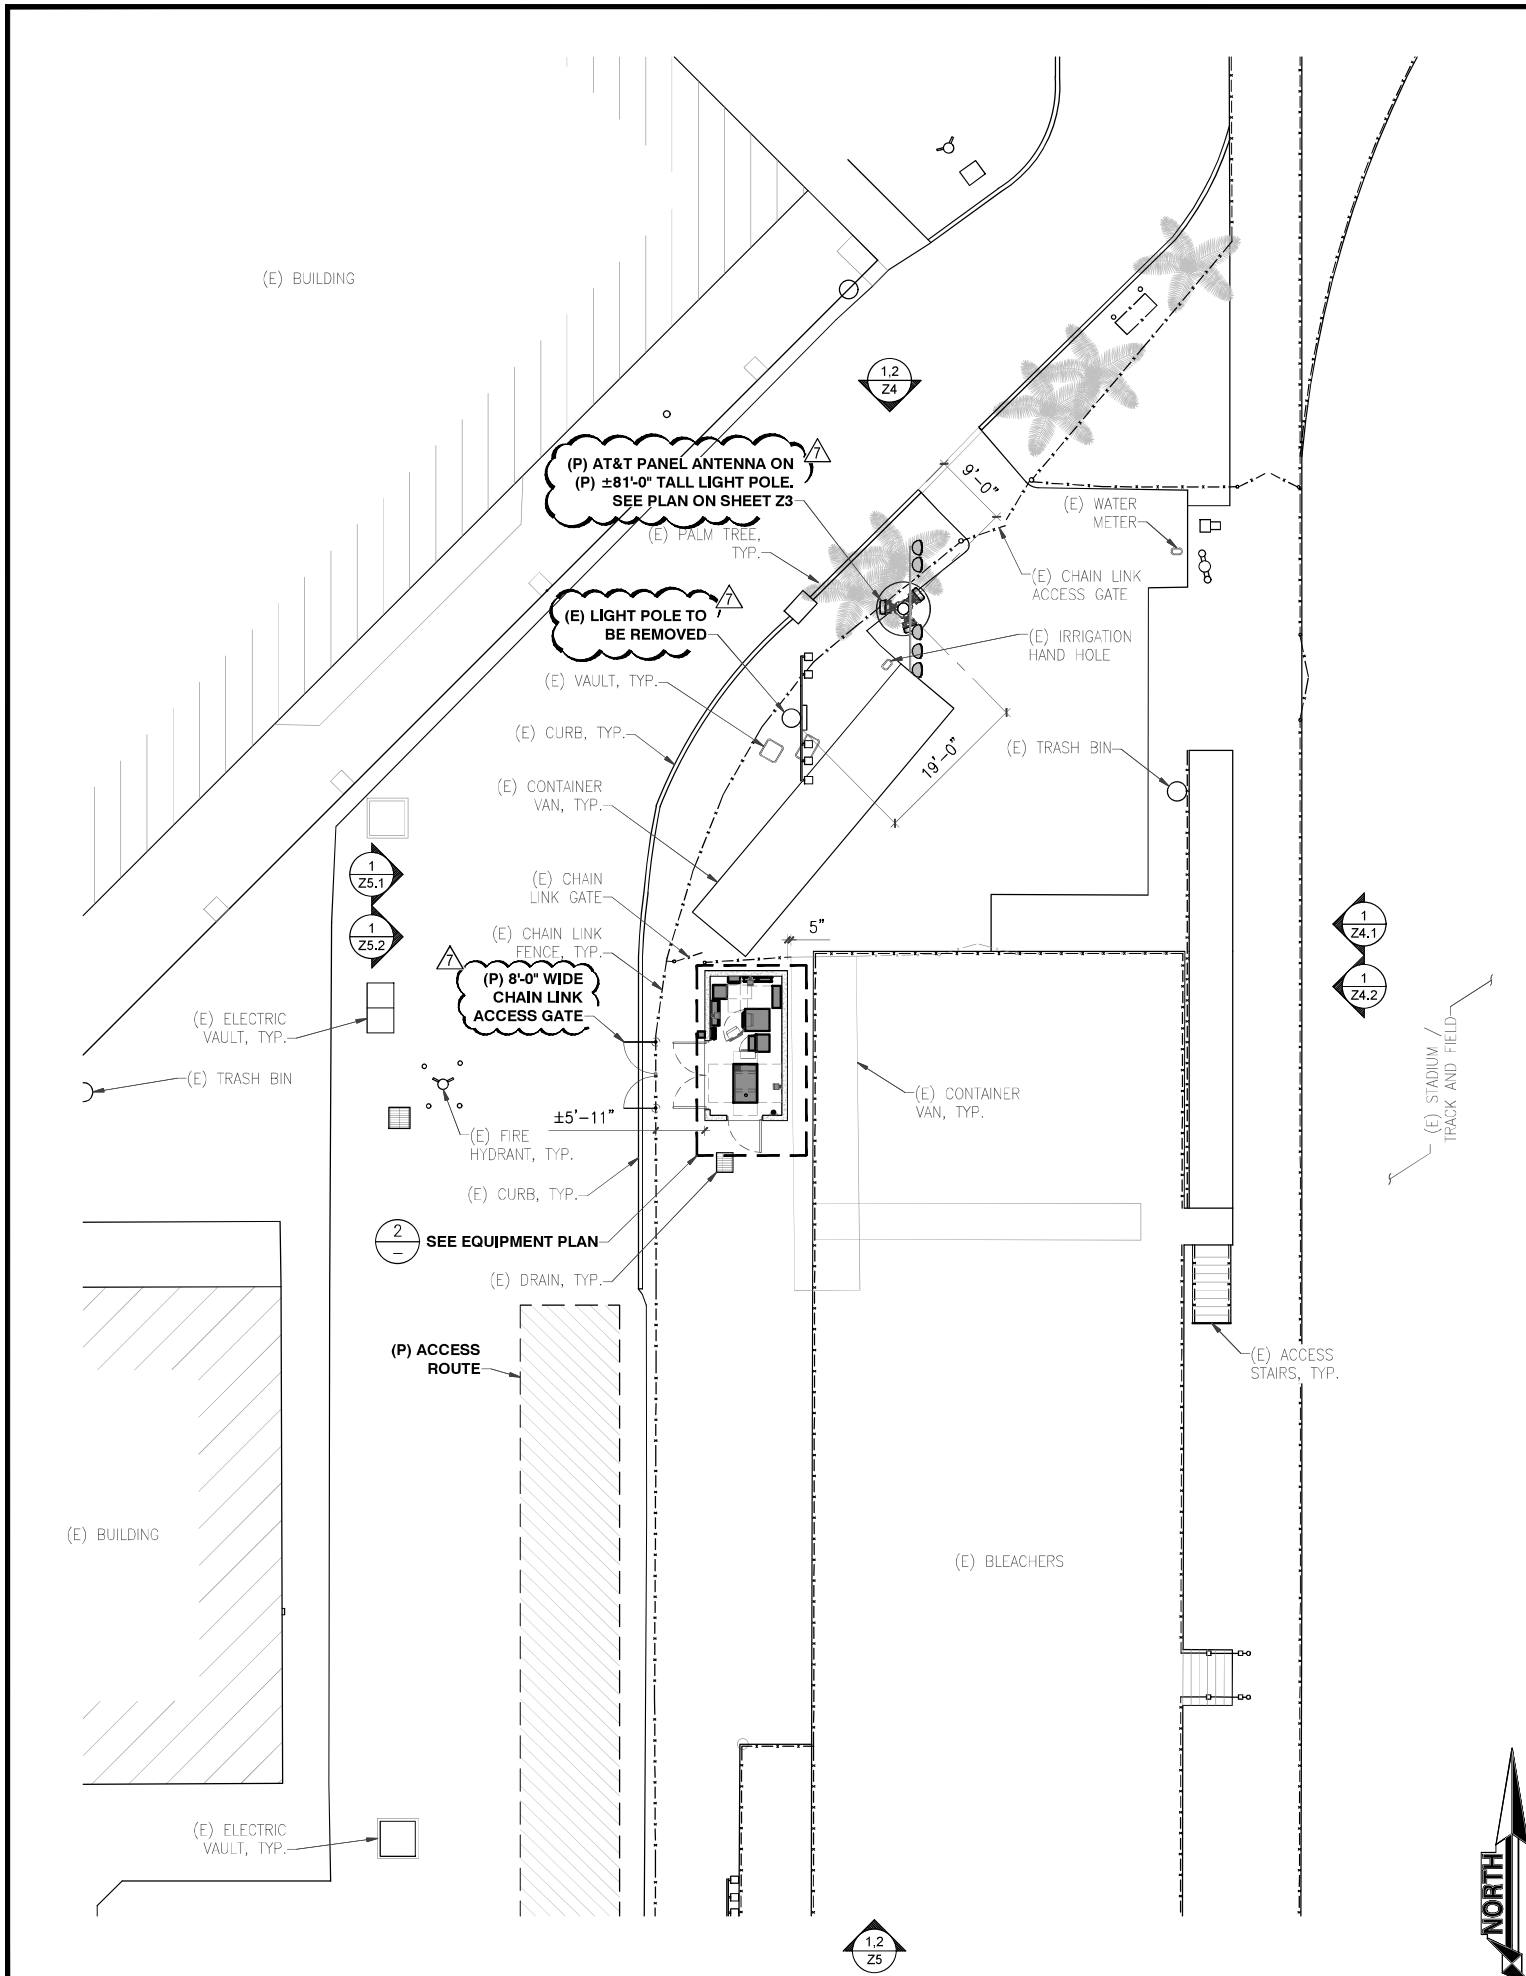 (E) BUILDING
1,2
Z4
7
(P) AT&T PANEL ANTENNA ON
(P) ±81'-0" TALL LIGHT POLE.
SEE PLAN ON SHEET Z3
9'-0"
(E) WATER
METER
(E) PALM TREE,
TYP.
(E) CHAIN LINK
ACCESS GATE
7
(E) LIGHT POLE TO
BE REMOVED
(E) IRRIGATION
HAND HOLE
(E) VAULT, TYP.
(E) CURB, TYP.
(E) TRASH BIN
19'-0"
(E) CONTAINER
VAN, TYP.
1
Z5.1
(E) CHAIN
LINK GATE
1
Z5.2
5"
1
Z4.1
(E) CHAIN LINK
FENCE, TYP.
7
(P) 8'-0" WIDE
CHAIN LINK
ACCESS GATE
1
Z4.2
(E) ELECTRIC
VAULT, TYP.
(E) STADIUM /
TRACK AND FIELD
(E) TRASH BIN
(E) CONTAINER
VAN, TYP.
±5'-11"
(E) FIRE
HYDRANT, TYP.
(E) CURB, TYP.
2
–
SEE EQUIPMENT PLAN
(E) DRAIN, TYP.
(P) ACCESS
ROUTE
(E) ACCESS
STAIRS, TYP.
(E) BUILDING
(E) BLEACHERS
(E) ELECTRIC
VAULT, TYP.
NORTH
1,2
Z5